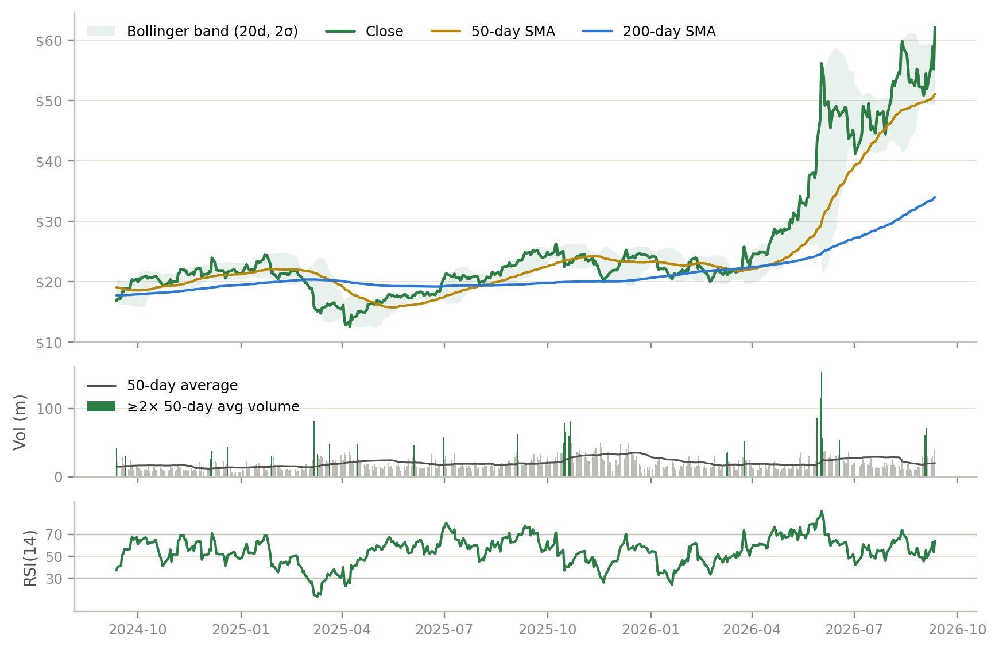 Bollinger band (20d, 2σ) Close 50-day SMA 200-day SMA
$60
$50
$40
$30
$20
$10
50-day average
≥2× 50-day avg volume
Vol (m)
100
0
RSI(14)
70
50
30
2024-10 2025-01 2025-04 2025-07 2025-10 2026-01 2026-04 2026-07 2026-10